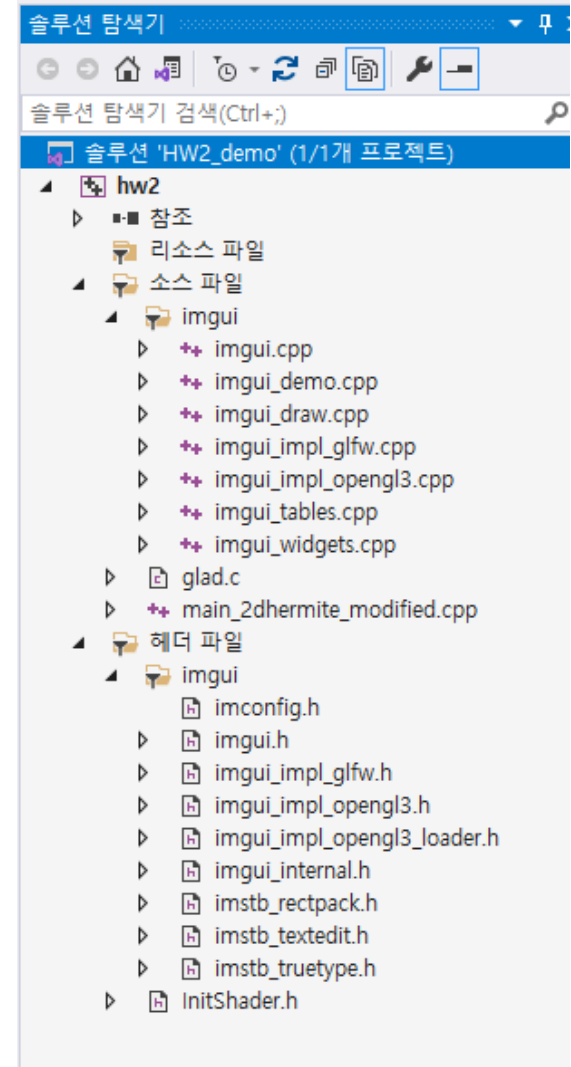 솔루션 탐색기
솔루션 탐색기 검색(Ctrl+;)
솔루션 'HW2_demo' (1/1개 프로젝트)
hw2
참조
리소스 파일
소스 파일
imgui
imgui.cpp
imgui_demo.cpp
imgui_draw.cpp
imgui_impl_glfw.cpp
imgui_impl_opengl3.cpp
imgui_tables.cpp
imgui_widgets.cpp
glad.c
main_2dhermite_modified.cpp
헤더 파일
imgui
imconfig.h
imgui.h
imgui_impl_glfw.h
imgui_impl_opengl3.h
imgui_impl_opengl3_loader.h
imgui_internal.h
imstb_rectpack.h
imstb_textedit.h
imstb_truetype.h
InitShader.h